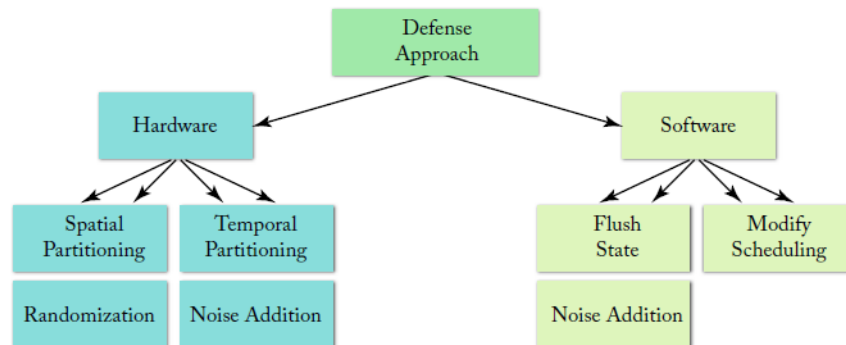 Defense
Approach
Hardware
Software
Spatial
Partitioning
Temporal
Partitioning
Flush
State
Modify
Scheduling
Randomization
Noise Addition
Noise Addition